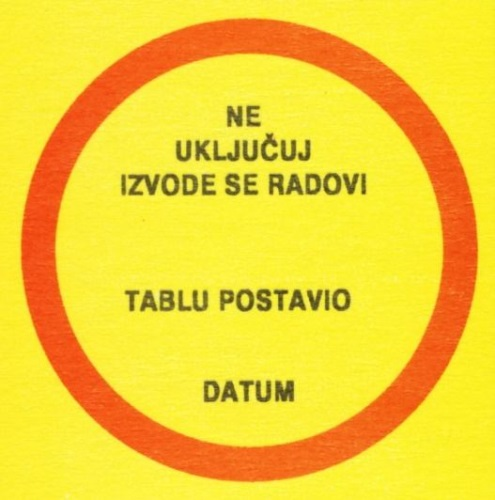 NE
UKLJUČUJ
IZVODE SE RADOVI
TABLU POSTAVIO
DATUM